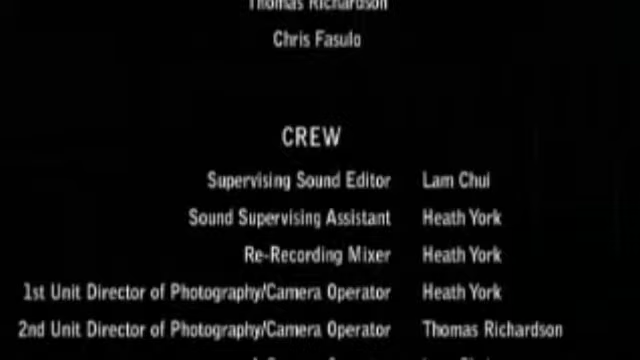 Thomas Richardson
Chris Fasulo
CREW
Supervising Sound Editor Lam Chui
Sound Supervising Assistant Heath York
Re-Recording Mixer Heath York
1st Unit Director of Photography/Camera Operator Heath York
2nd Unit Director of Photography/Camera Operator Thomas Richardson